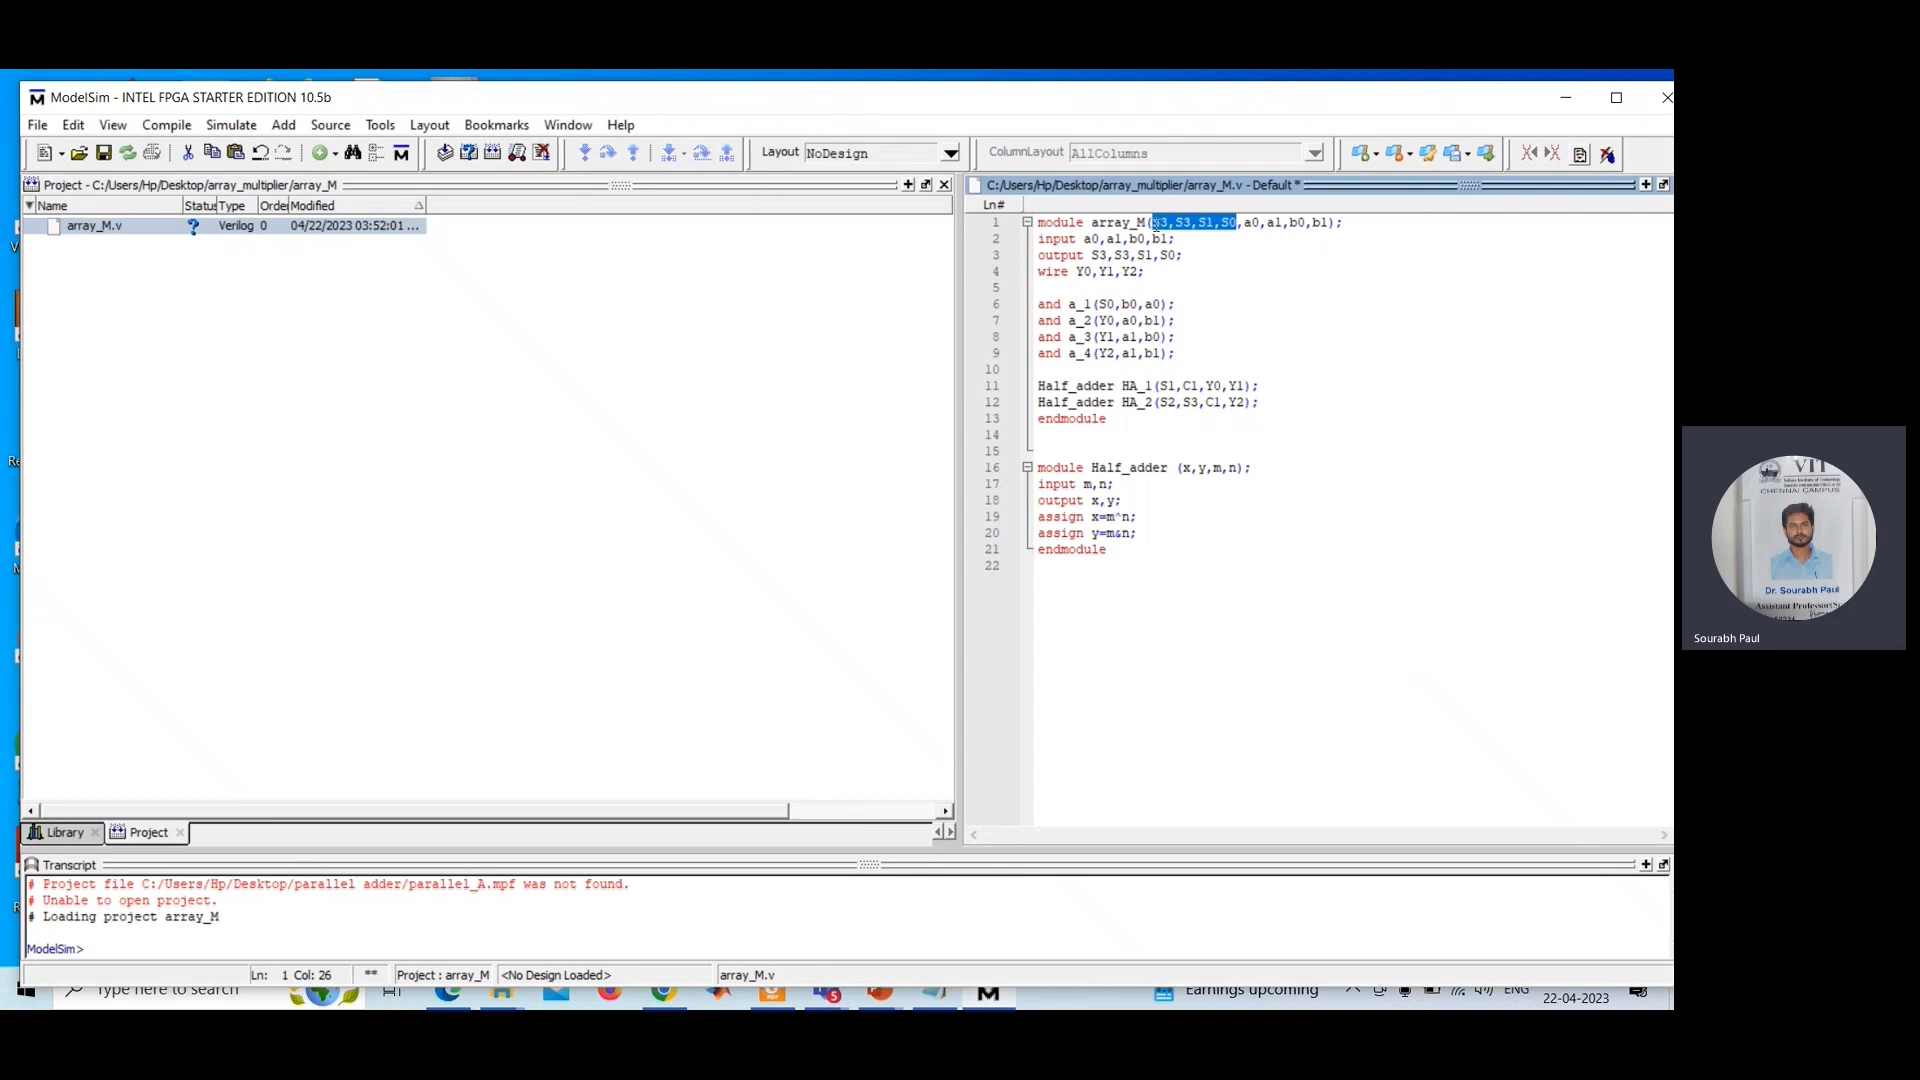 ModelSim - INTEL FPGA STARTER EDITION 10.5b
File Edit View Compile Simulate Add Source Tools Layout Bookmarks Window Help
Layout NoDesign
ColumnLayout AllColumns
Project - C:/Users/Hp/Desktop/array_multiplier/array_M
Name Status Type Orde Modified
array_M.v ? Verilog 0 04/22/2023 03:52:01 ...
C:/Users/Hp/Desktop/array_multiplier/array_M.v - Default *
Ln#
1 module array_M(S3,S3,S1,S0,a0,a1,b0,b1);
2 input a0,a1,b0,b1;
3 output S3,S3,S1,S0;
4 wire Y0,Y1,Y2;
5
6 and a_1(S0,b0,a0);
7 and a_2(Y0,a0,b1);
8 and a_3(Y1,a1,b0);
9 and a_4(Y2,a1,b1);
10
11 Half_adder HA_1(S1,C1,Y0,Y1);
12 Half_adder HA_2(S2,S3,C1,Y2);
13 endmodule
14
15
16 module Half_adder (x,y,m,n);
17 input m,n;
18 output x,y;
19 assign x=m^n;
20 assign y=m&n;
21 endmodule
22
Library Project
Transcript
# Project file C:/Users/Hp/Desktop/parallel adder/parallel_A.mpf was not found.
# Unable to open project.
# Loading project array_M
ModelSim>
Ln: 1 Col: 26 ** Project : array_M <No Design Loaded> array_M.v
Type here to search
Earnings upcoming
ENG
22-04-2023
VIT
CHENNAI CAMPUS
Dr. Sourabh Paul
Assistant Professor(Sr
Sourabh Paul